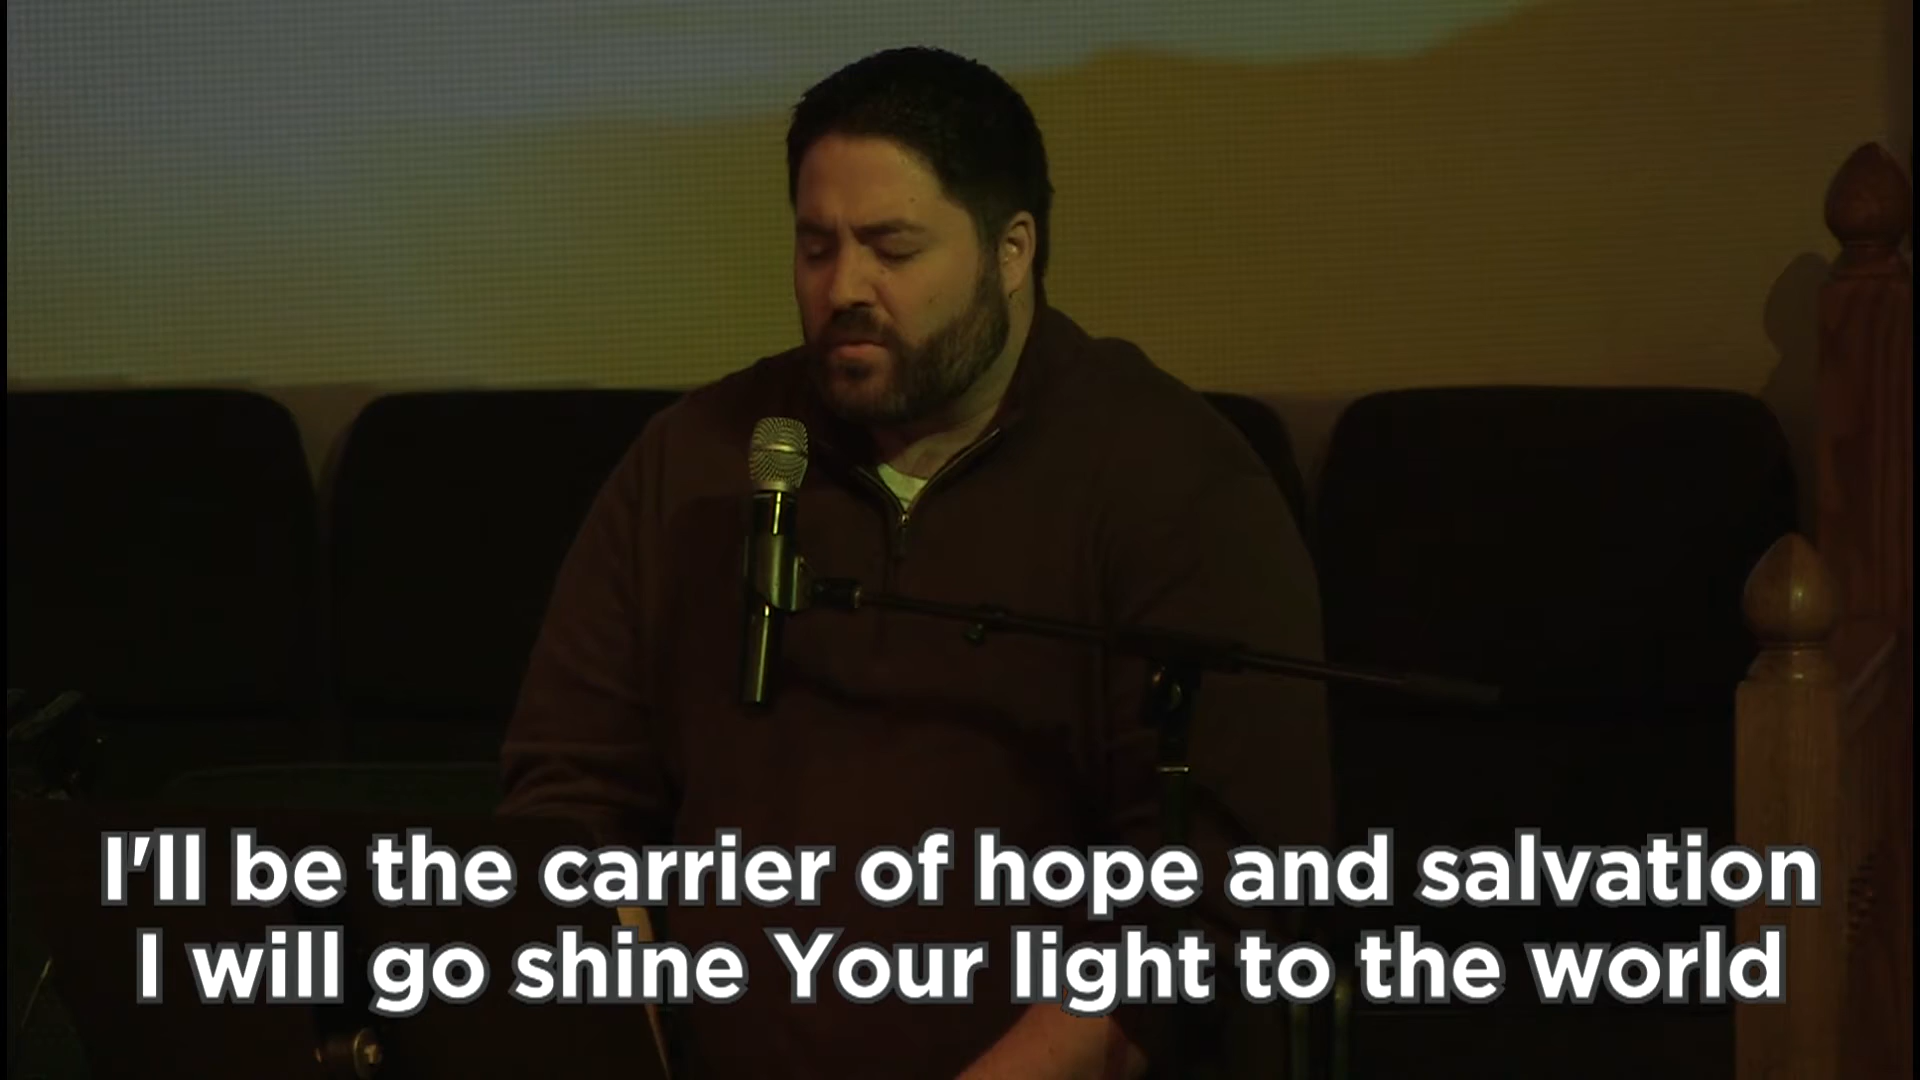 I'll be the carrier of hope and salvation
I will go shine Your light to the world